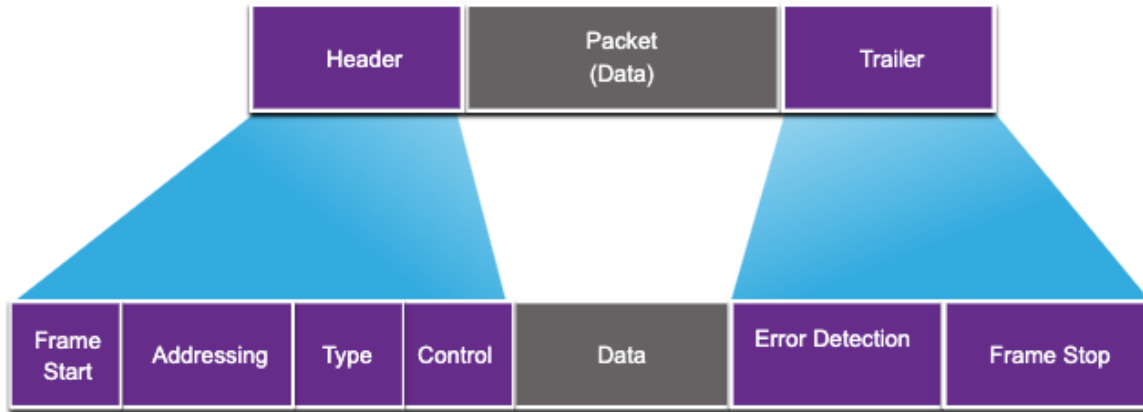 Header
Packet
(Data)
Trailer
Frame
Start
Addressing
Type
Control
Data
Error Detection
Frame Stop